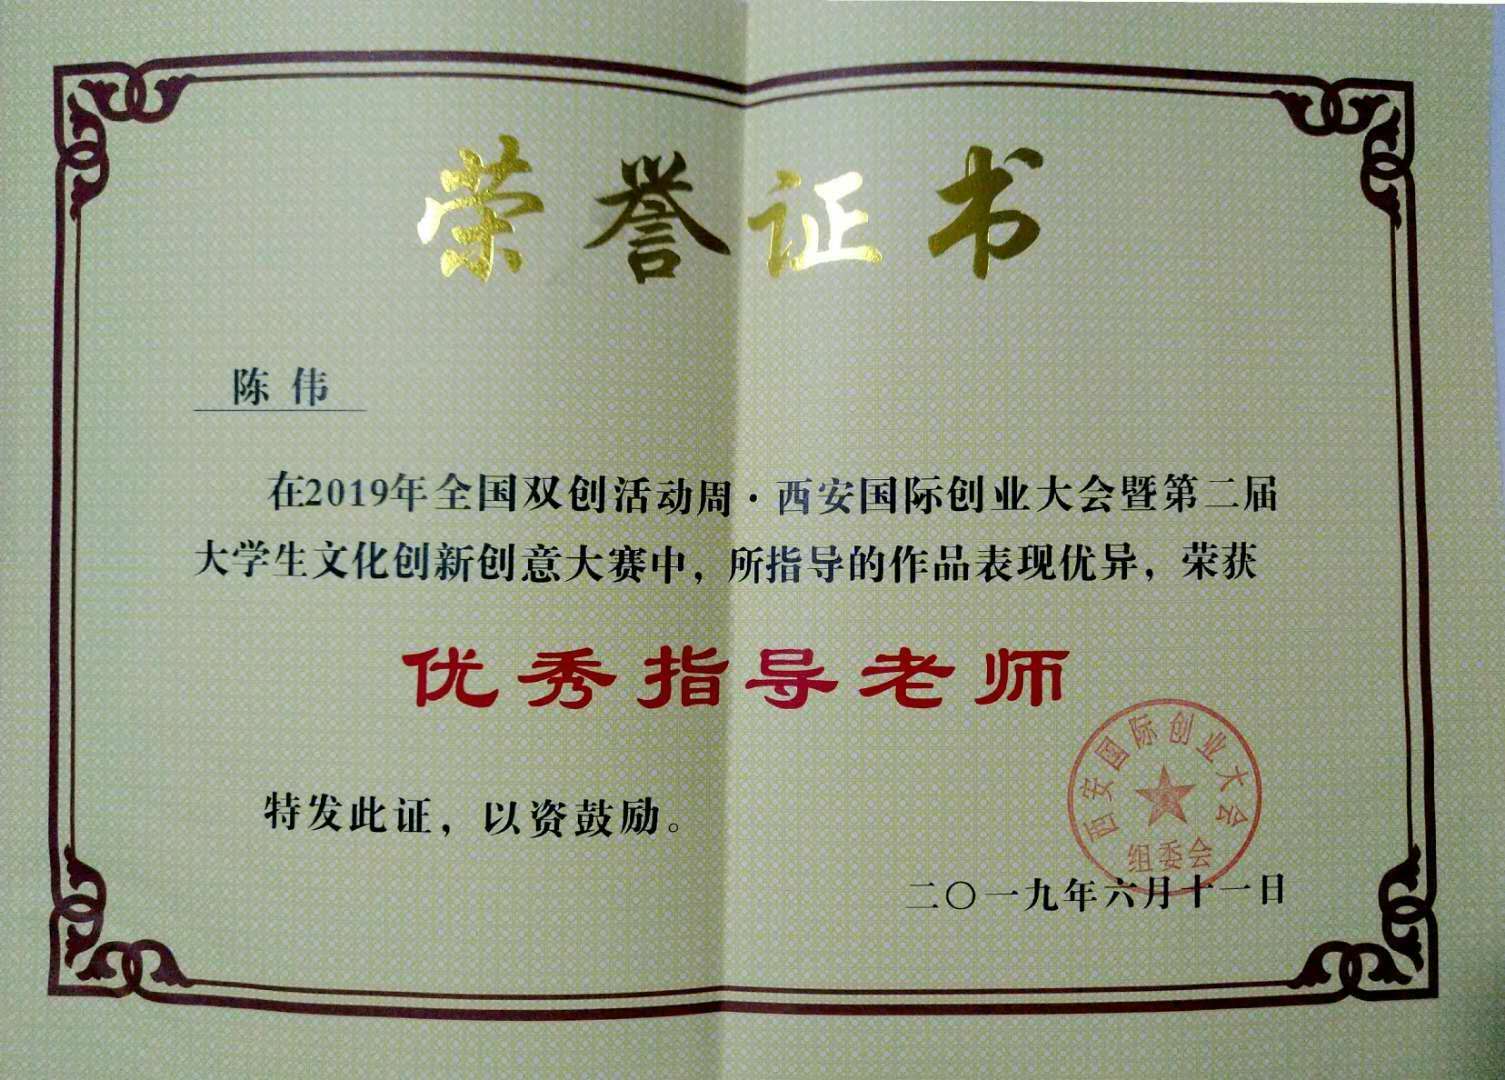 荣誉证书
陈伟
在2019年全国双创活动周·西安国际创业大会暨第二届
大学生文化创新创意大赛中，所指导的作品表现优异，荣获
优秀指导老师
特发此证，以资鼓励。
西安国际创业大会
组委会
二〇一九年六月十一日